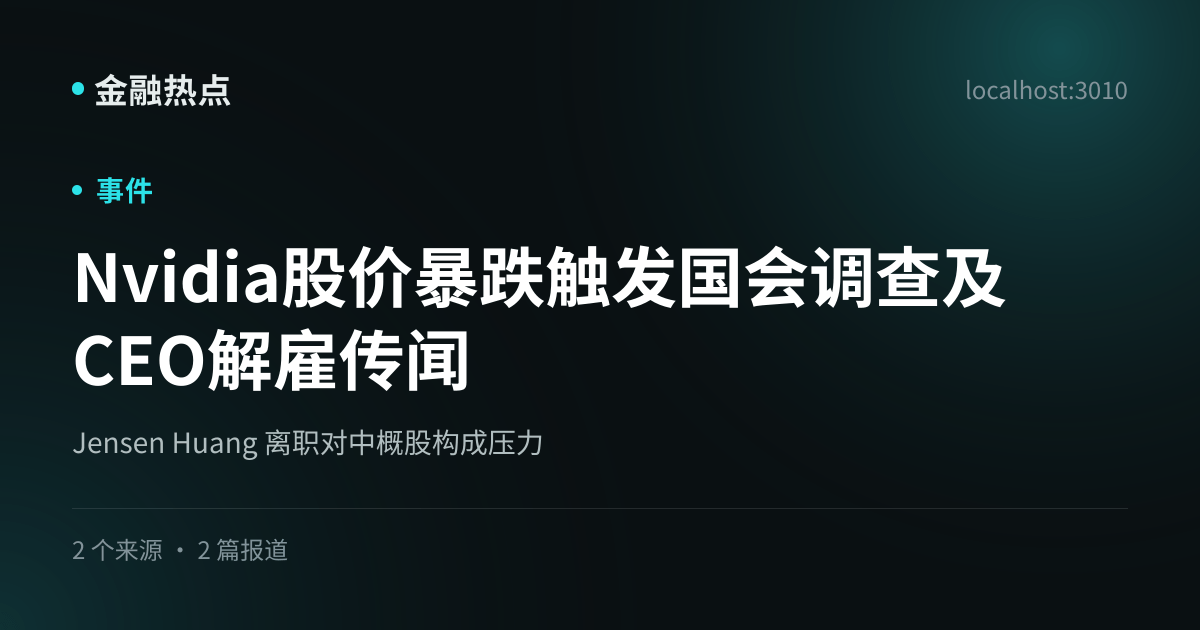 金融热点
localhost:3010
事件
Nvidia股价暴跌触发国会调查及
CEO解雇传闻
Jensen Huang 离职对中概股构成压力
2 个来源 · 2 篇报道